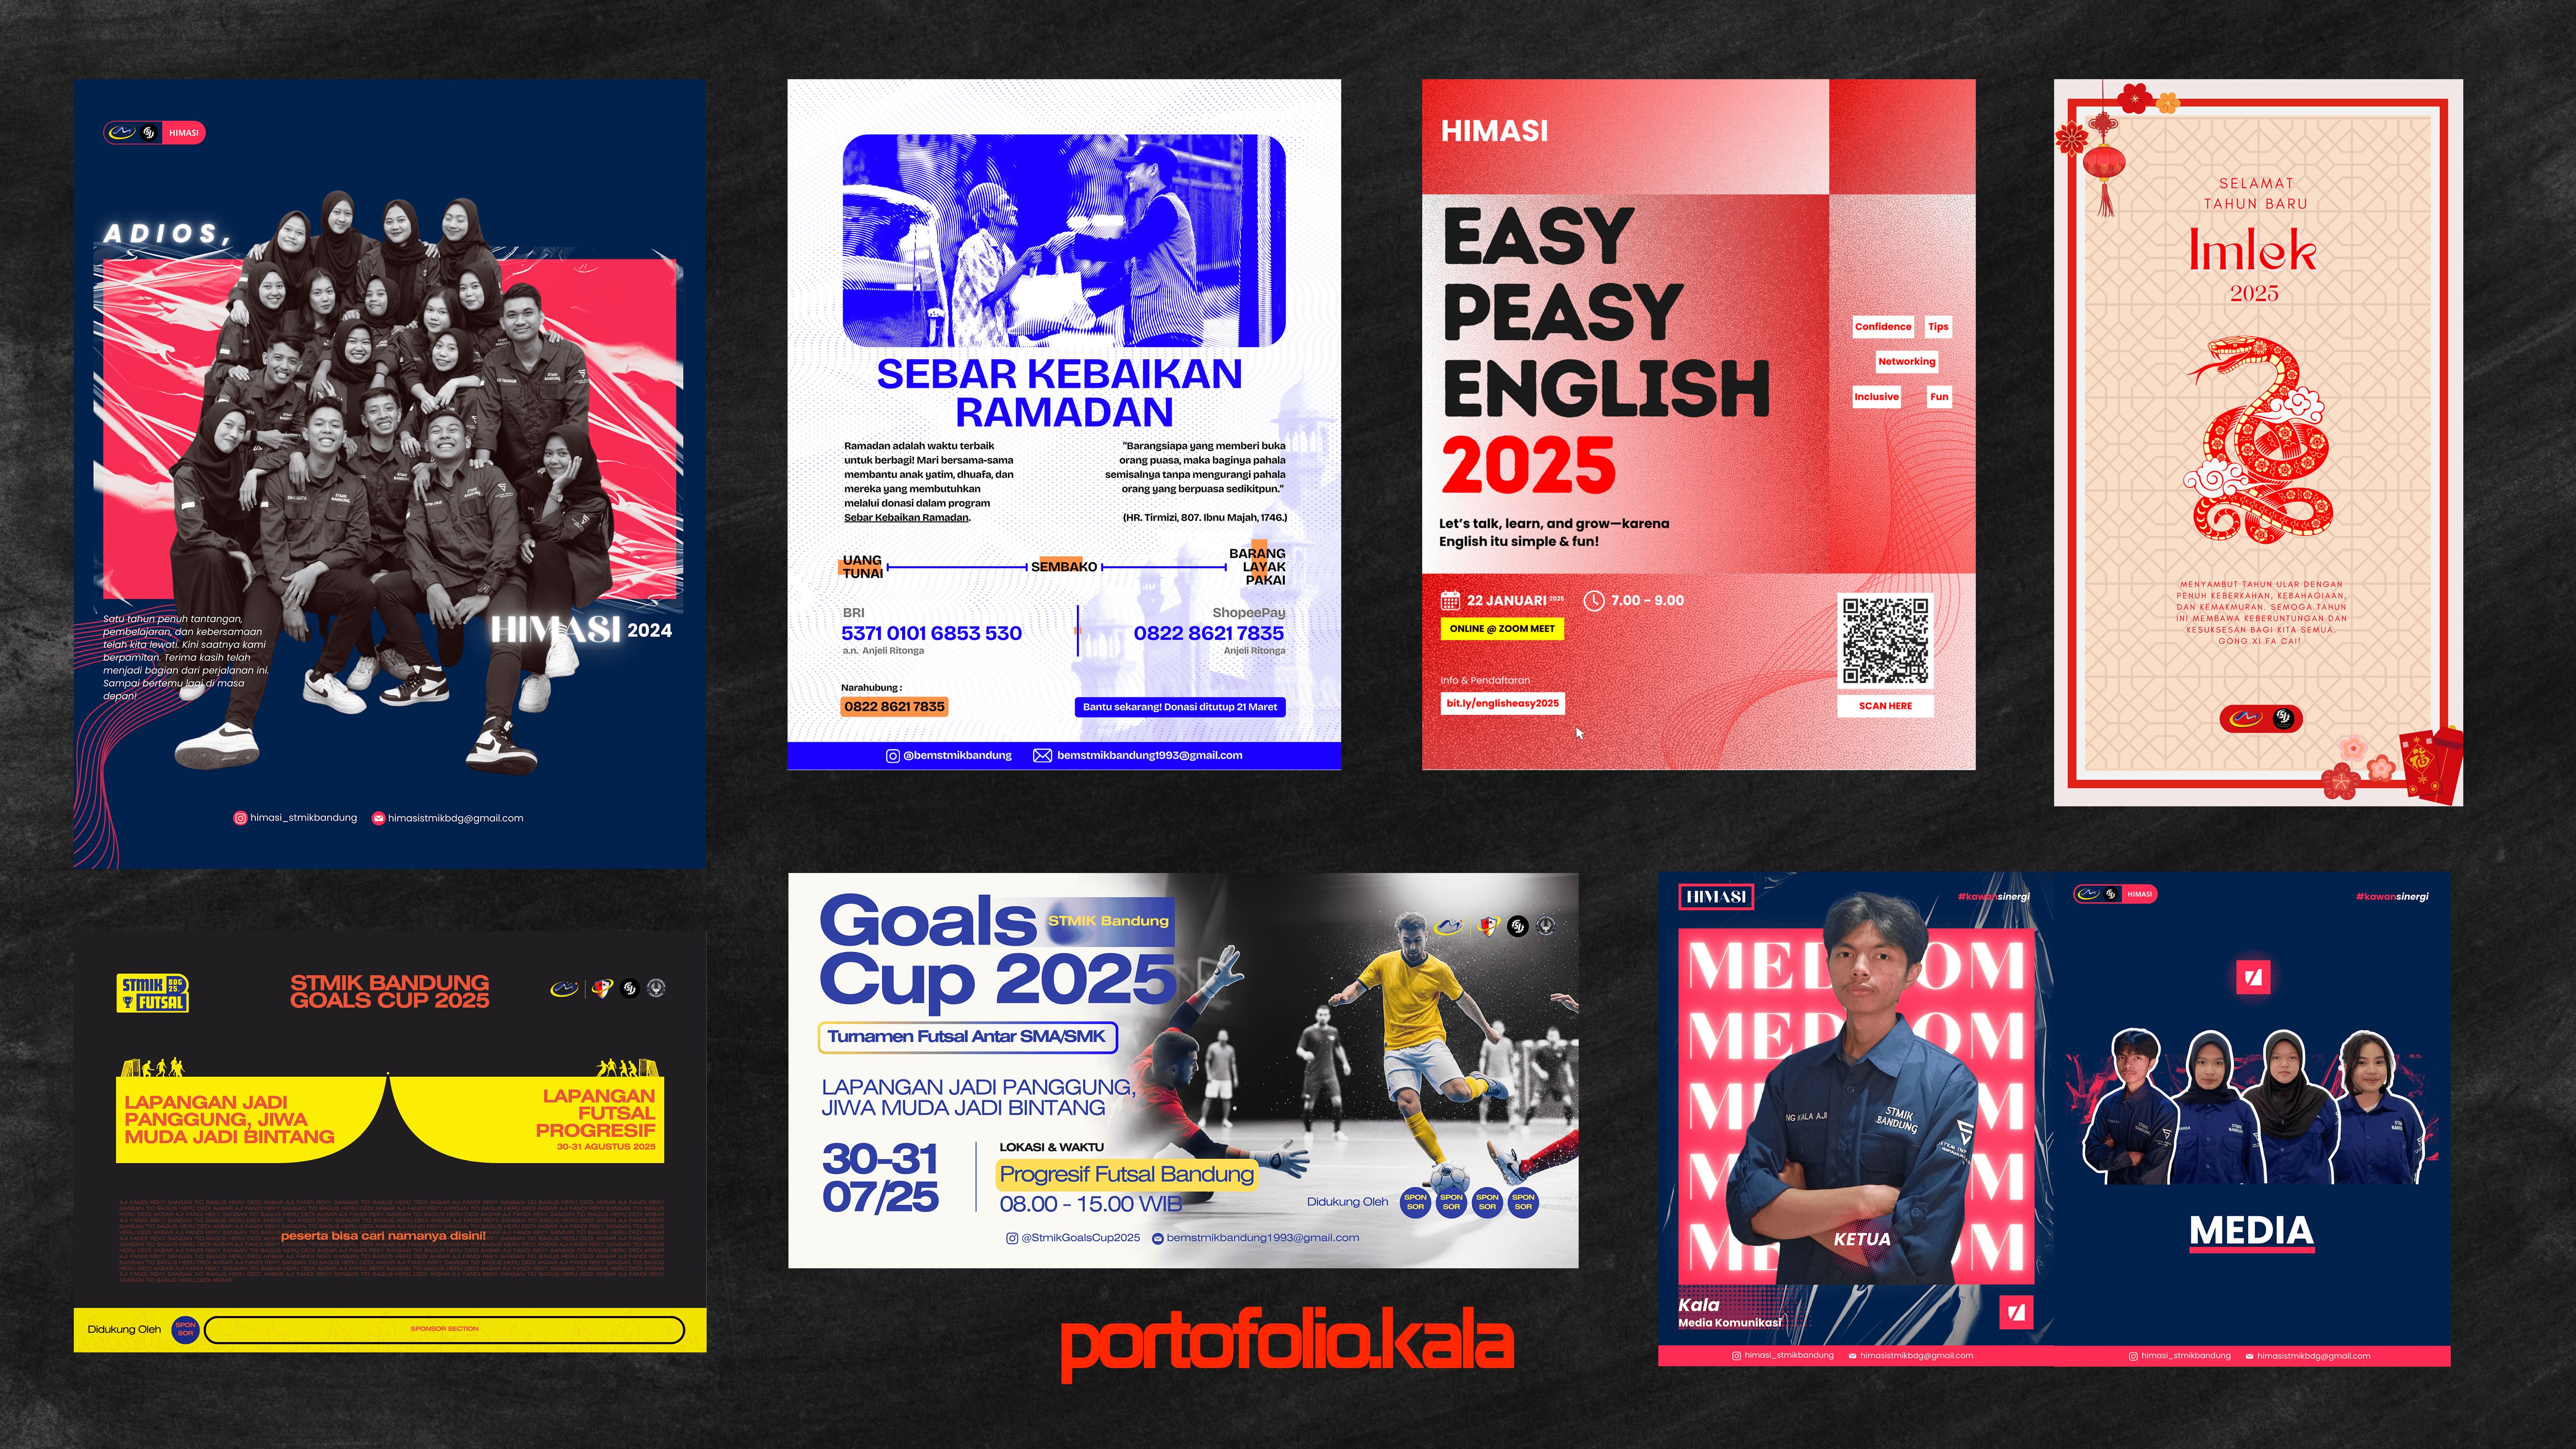 HIMASI
ADIOS,
Satu tahun penuh tantangan,
pembelajaran, dan kebersamaan
telah kita lewati. Kini saatnya kami
berpamitan. Terima kasih telah
menjadi bagian dari perjalanan ini.
Sampai bertemu lagi di masa
depan!
HIMASI 2024
himasi_stmikbandung
himasistmikbdg@gmail.com
SEBAR KEBAIKAN
RAMADAN
Ramadan adalah waktu terbaik
untuk berbagi! Mari bersama-sama
membantu anak yatim, dhuafa, dan
mereka yang membutuhkan
melalui donasi dalam program
Sebar Kebaikan Ramadan.
"Barangsiapa yang memberi buka
orang puasa, maka baginya pahala
semisalnya tanpa mengurangi pahala
orang yang berpuasa sedikitpun."
(HR. Tirmizi, 807. Ibnu Majah, 1746.)
UANG
TUNAI
SEMBAKO
BARANG
LAYAK
PAKAI
BRI
5371 0101 6853 530
a.n. Anjeli Ritonga
ShopeePay
0822 8621 7835
Anjeli Ritonga
Narahubung :
0822 8621 7835
Bantu sekarang! Donasi ditutup 21 Maret
@bemstmikbandung
bemstmikbandung1993@gmail.com
HIMASI
EASY
PEASY
ENGLISH
2025
Confidence
Tips
Networking
Inclusive
Fun
Let's talk, learn, and grow—karena
English itu simple & fun!
22 JANUARI 2025
7.00 - 9.00
ONLINE @ ZOOM MEET
Info & Pendaftaran
bit.ly/englisheasy2025
SCAN HERE
SELAMAT
TAHUN BARU
Imlek
2025
MENYAMBUT TAHUN ULAR DENGAN
PENUH KEBERKAHAN, KEBAHAGIAAN,
DAN KEMAKMURAN. SEMOGA TAHUN
INI MEMBAWA KEBERUNTUNGAN DAN
KESUKSESAN BAGI KITA SEMUA.
GONG XI FA CAI!
STMIK BDG 25.
FUTSAL
STMIK BANDUNG
GOALS CUP 2025
LAPANGAN JADI
PANGGUNG, JIWA
MUDA JADI BINTANG
LAPANGAN
FUTSAL
PROGRESIF
30-31 AGUSTUS 2025
peserta bisa cari namanya disini!
Didukung Oleh
SPON
SOR
SPONSOR SECTION
Goals STMIK Bandung
Cup 2025
Turnamen Futsal Antar SMA/SMK
LAPANGAN JADI PANGGUNG,
JIWA MUDA JADI BINTANG
30-31
07/25
LOKASI & WAKTU
Progresif Futsal Bandung
08.00 - 15.00 WIB
Didukung Oleh
SPON
SOR
SPON
SOR
SPON
SOR
SPON
SOR
@StmikGoalsCup2025
bemstmikbandung1993@gmail.com
HIMASI
#kawansinergi
STMIK
BANDUNG
KETUA
Kala
Media Komunikasi
himasi_stmikbandung
himasistmikbdg@gmail.com
HIMASI
#kawansinergi
MEDIA
himasi_stmikbandung
himasistmikbdg@gmail.com
portofolio.kala